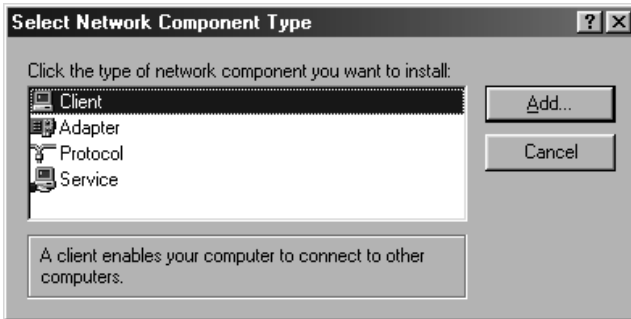 Select Network Component Type
Click the type of network component you want to install:
Client
Adapter
Protocol
Service
Add...
Cancel
A client enables your computer to connect to other
computers.